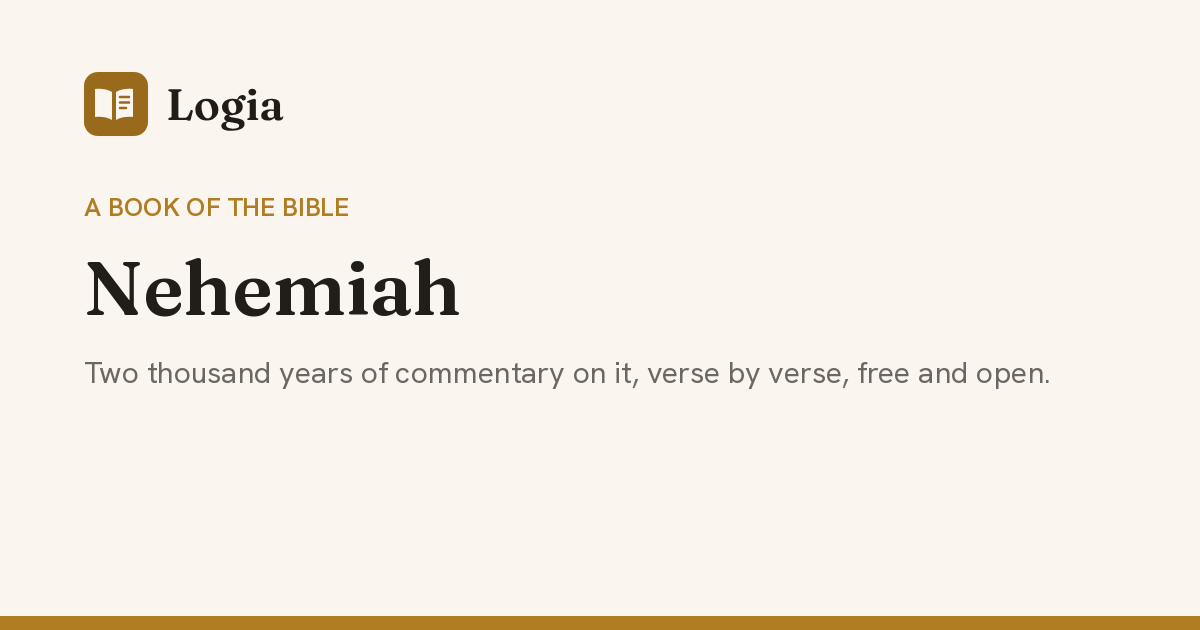 Logia
A BOOK OF THE BIBLE
Nehemiah
Two thousand years of commentary on it, verse by verse, free and open.